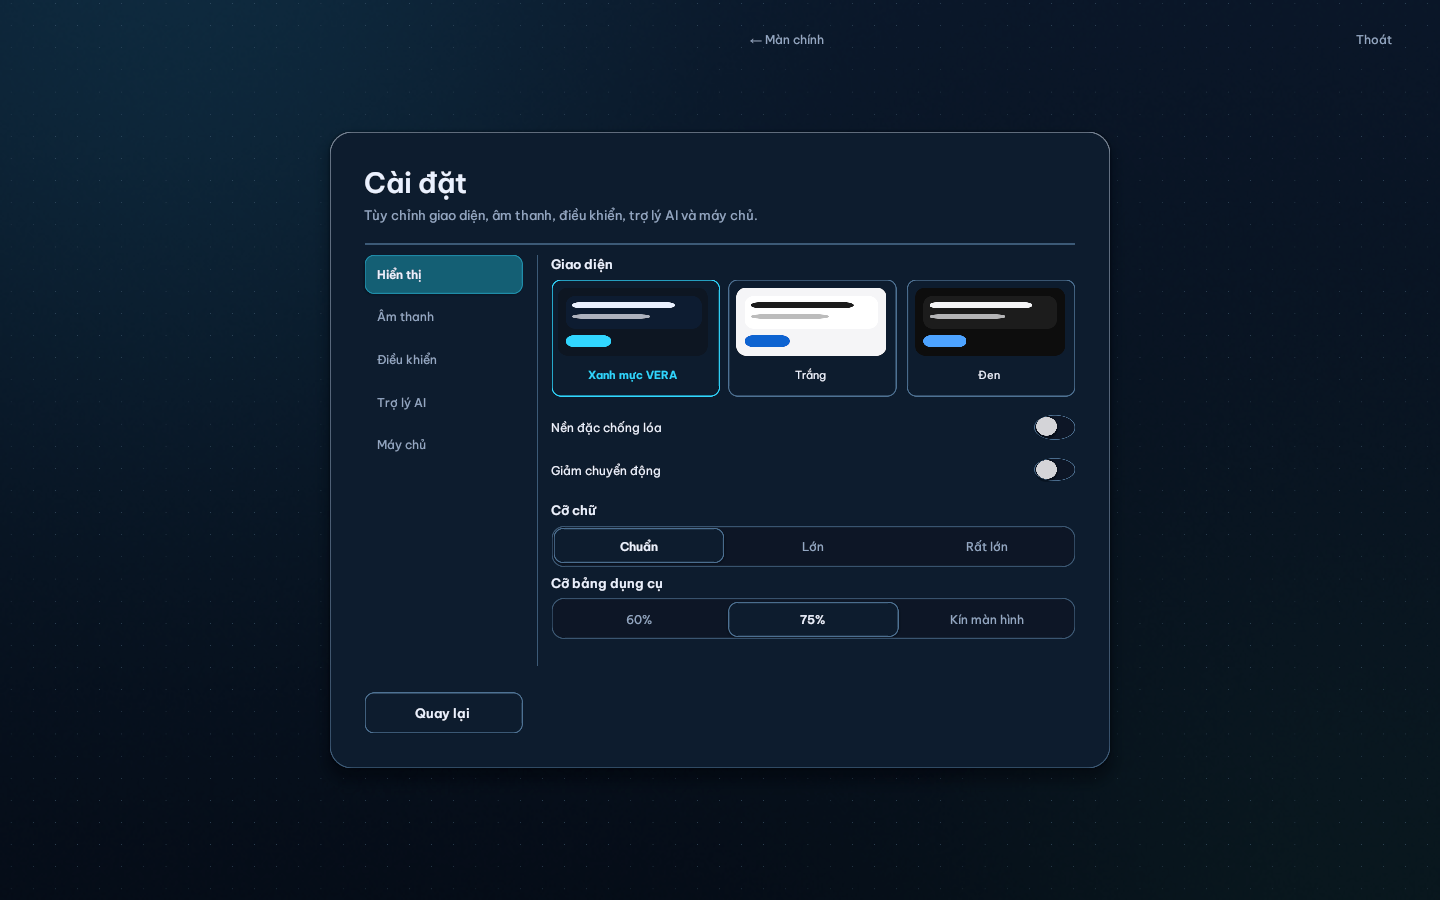 ← Màn chính
Thoát
Cài đặt
Tùy chỉnh giao diện, âm thanh, điều khiển, trợ lý AI và máy chủ.
Hiển thị
Âm thanh
Điều khiển
Trợ lý AI
Máy chủ
Giao diện
Xanh mực VERA
Trắng
Đen
Nền đặc chống lóa
Giảm chuyển động
Cỡ chữ
Chuẩn
Lớn
Rất lớn
Cỡ bảng dụng cụ
60%
75%
Kín màn hình
Quay lại